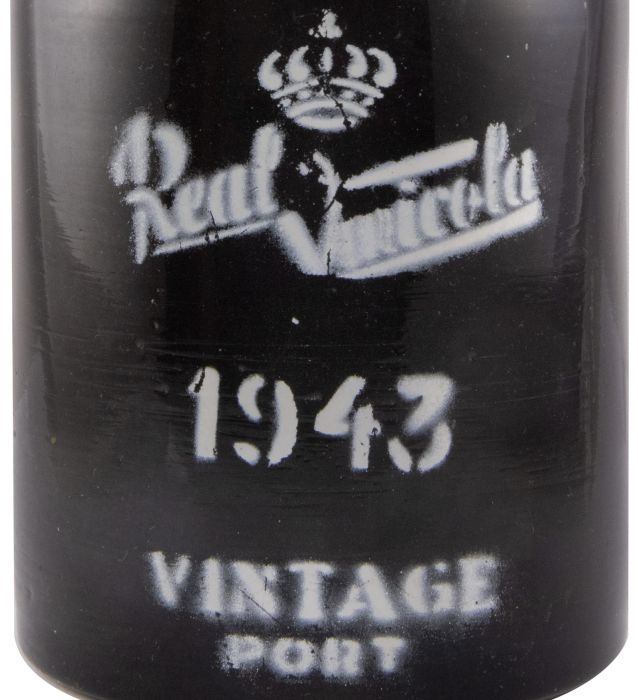 Real Vinicola
1943
VINTAGE
PORT